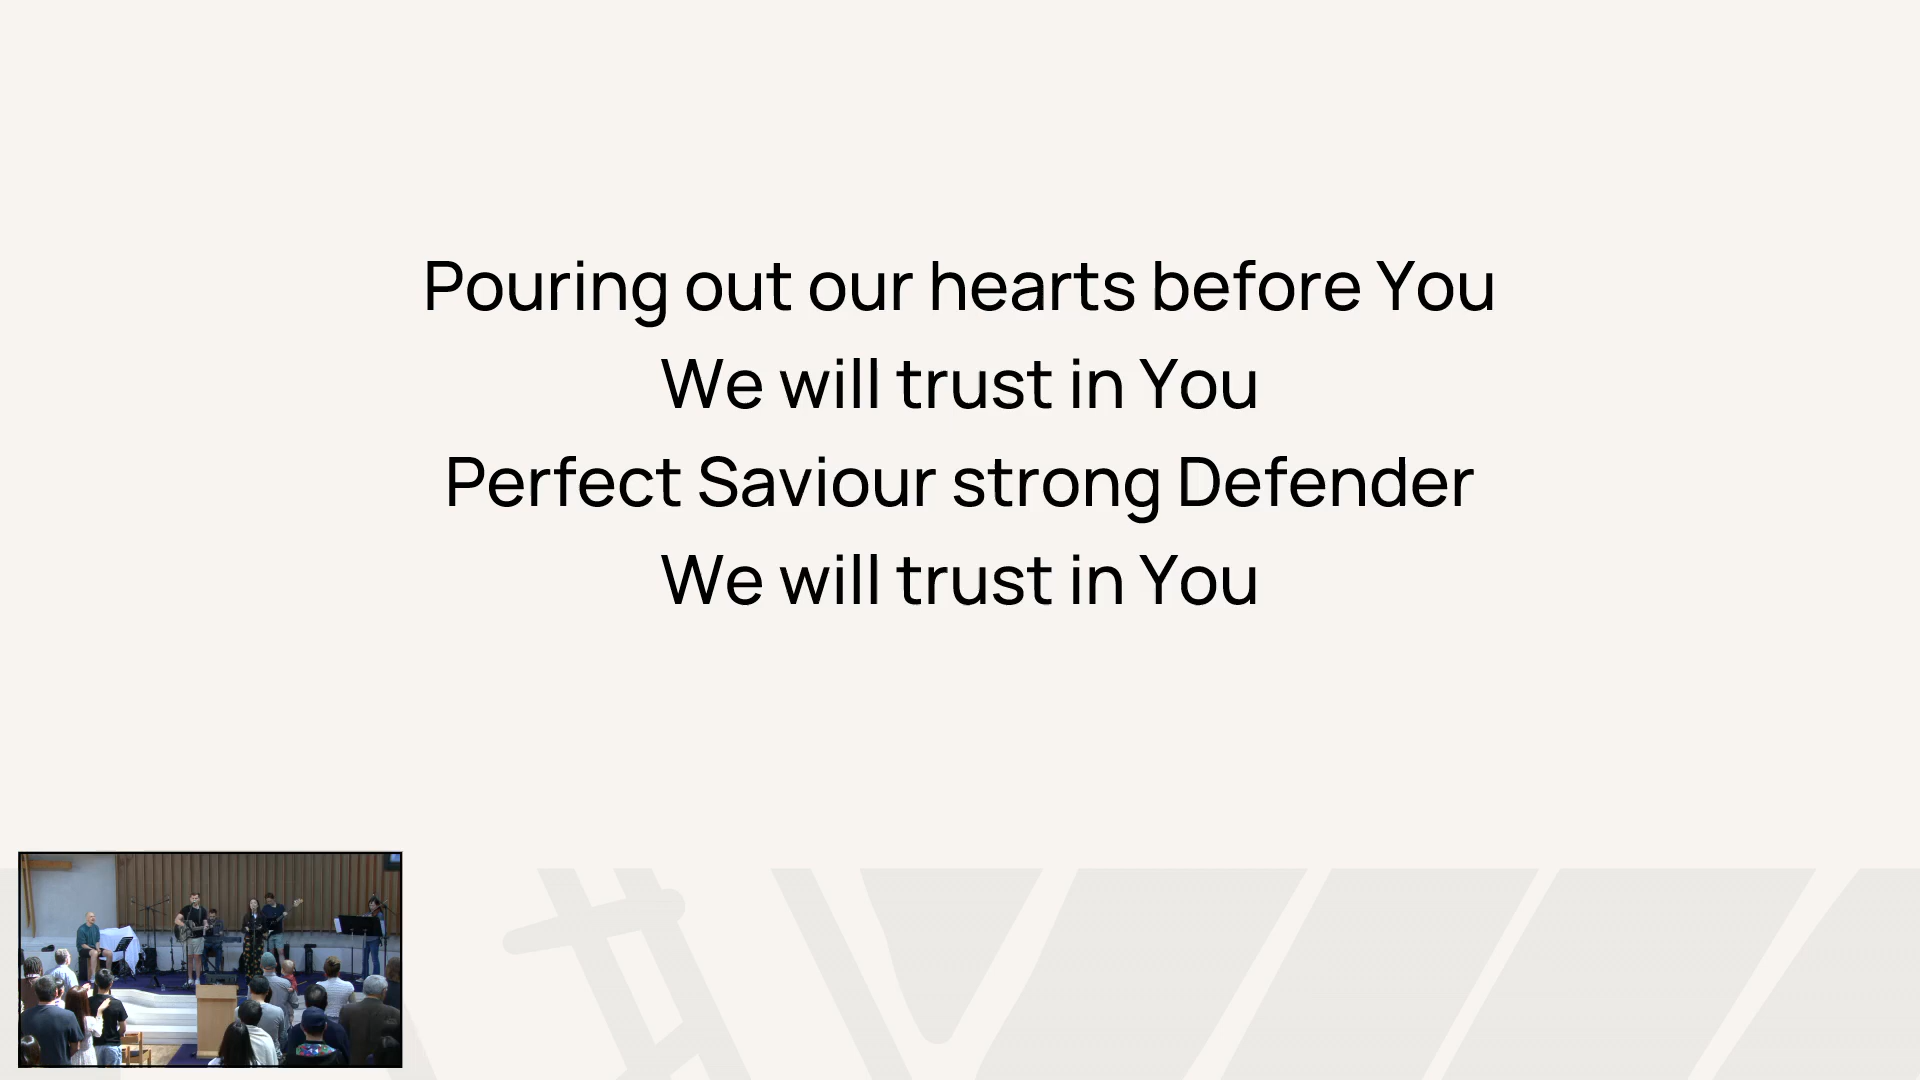 Pouring out our hearts before You
We will trust in You
Perfect Saviour strong Defender
We will trust in You